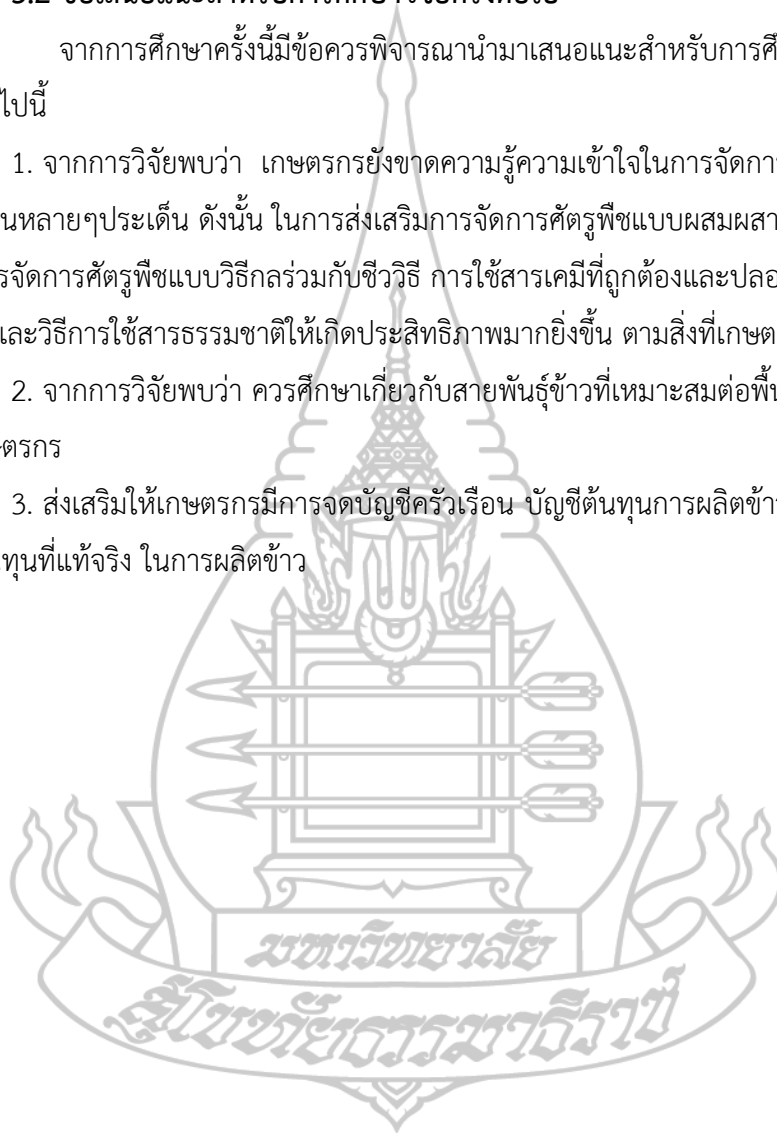 จากการศึกษาครั้งนี้มีข้อควรพิจารณานำมาเสนอแนะสำหรับการศึ
ไปนี้
1. จากการวิจัยพบว่า เกษตรกรยังขาดความรู้ความเข้าใจในการจัดกา
นหลายๆประเด็น ดังนั้น ในการส่งเสริมการจัดการศัตรูพืชแบบผสมผสา
รจัดการศัตรูพืชแบบวิธีกลร่วมกับชีววิธี การใช้สารเคมีที่ถูกต้องและปลอ
และวิธีการใช้สารธรรมชาติให้เกิดประสิทธิภาพมากยิ่งขึ้น ตามสิ่งที่เกษต
2. จากการวิจัยพบว่า ควรศึกษาเกี่ยวกับสายพันธุ์ข้าวที่เหมาะสมต่อพื้น
ษตรกร
3. ส่งเสริมให้เกษตรกรมีการจดบัญชีครัวเรือน บัญชีต้นทุนการผลิตข้า
ทุนที่แท้จริง ในการผลิตข้าว
มหาวิทยาลัย
สุโขทัยธรรมาธิราช